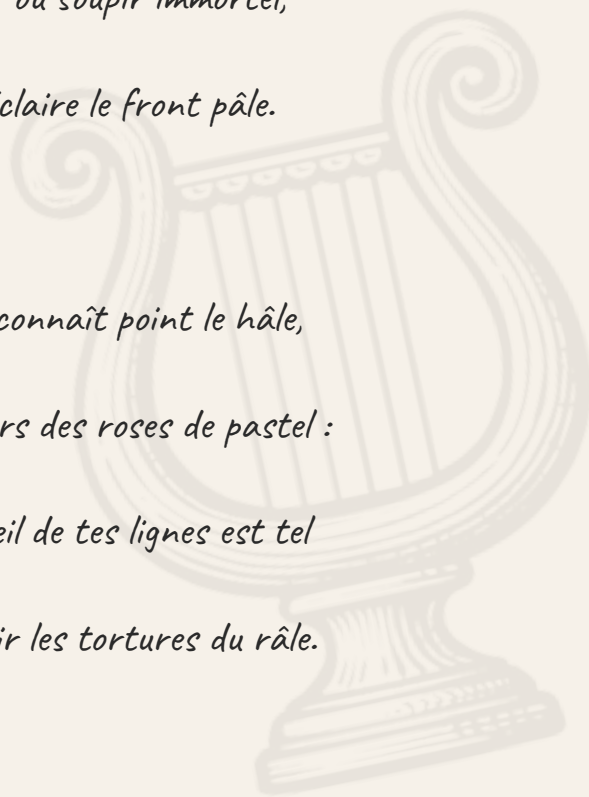 ou soupir immortel,
claire le front pâle.
connaît point le hâle,
rs des roses de pastel :
eil de tes lignes est tel
ir les tortures du râle.